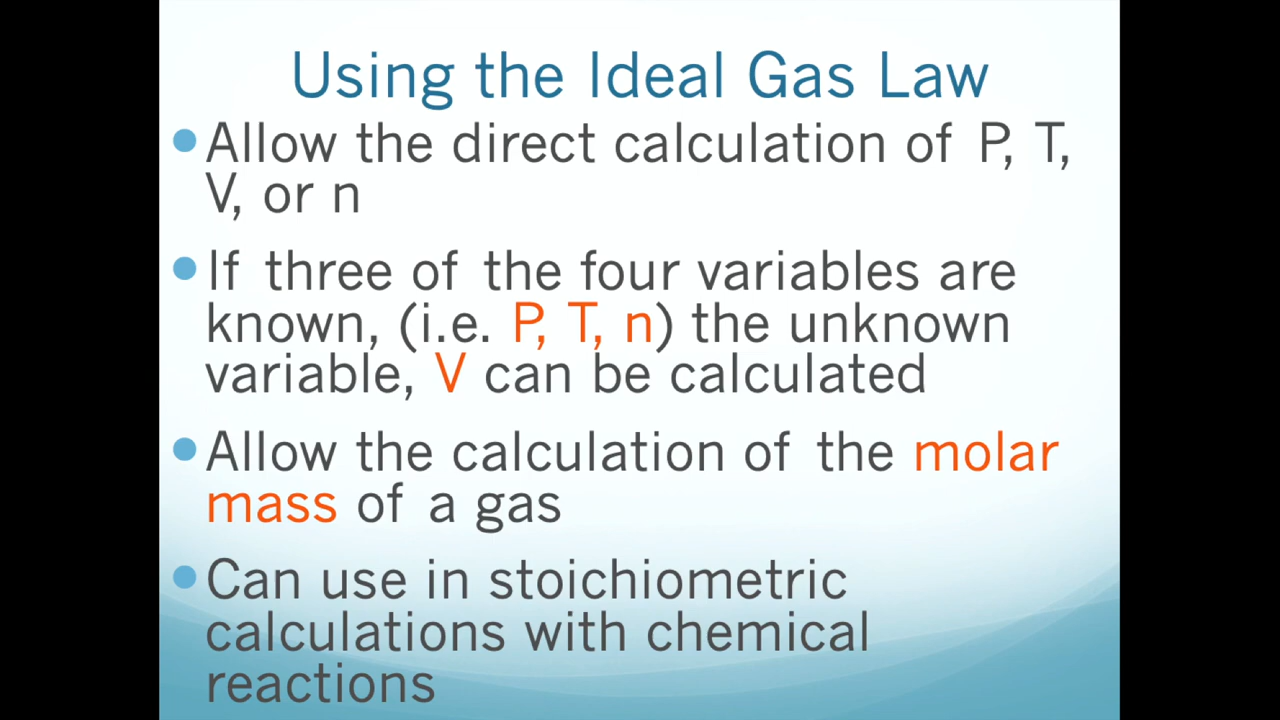 Using the Ideal Gas Law
•Allow the direct calculation of P, T,
V, or n
•If three of the four variables are
known, (i.e. P, T, n) the unknown
variable, V can be calculated
•Allow the calculation of the molar
mass of a gas
•Can use in stoichiometric
calculations with chemical
reactions